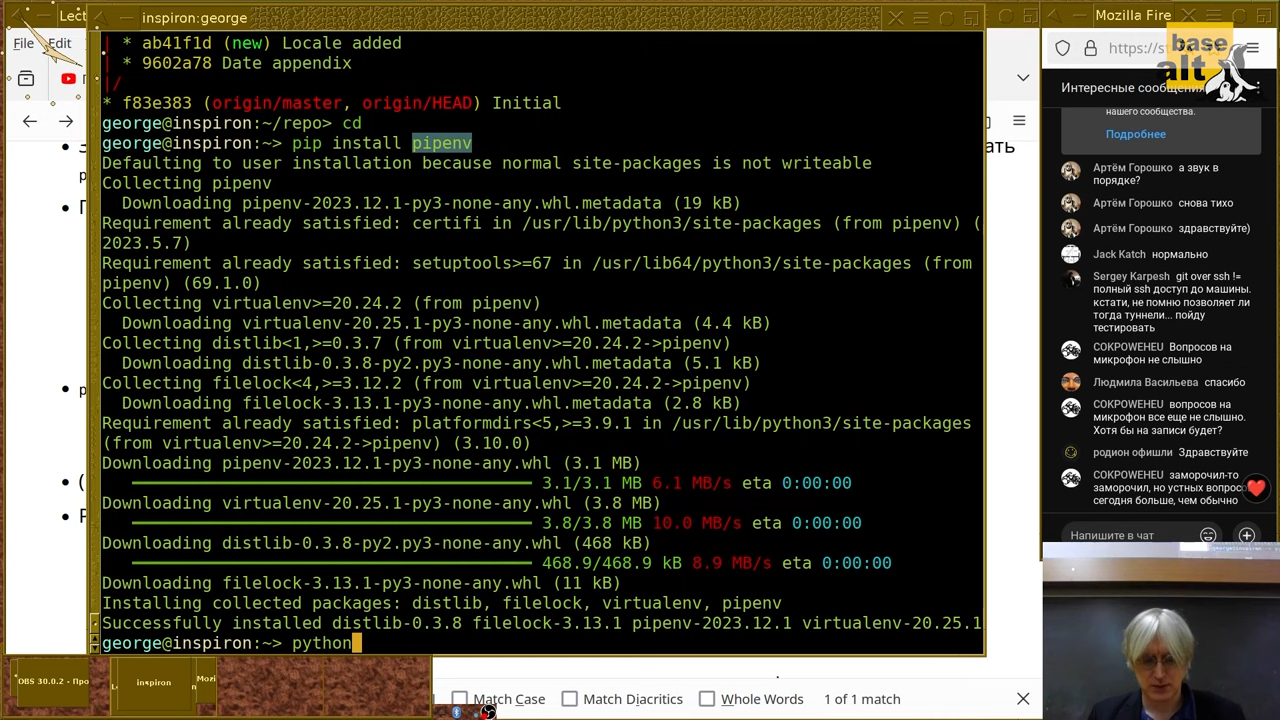 Lect
inspiron:george
File Edit
* ab41f1d (new) Locale added
* 9602a78 Date appendix
|/
* f83e383 (origin/master, origin/HEAD) Initial
george@inspiron:~/repo> cd
george@inspiron:~> pip install pipenv
Defaulting to user installation because normal site-packages is not writeable
Collecting pipenv
Downloading pipenv-2023.12.1-py3-none-any.whl.metadata (19 kB)
Requirement already satisfied: certifi in /usr/lib/python3/site-packages (from pipenv) (
2023.5.7)
Requirement already satisfied: setuptools>=67 in /usr/lib64/python3/site-packages (from
pipenv) (69.1.0)
Collecting virtualenv>=20.24.2 (from pipenv)
Downloading virtualenv-20.25.1-py3-none-any.whl.metadata (4.4 kB)
Collecting distlib<1,>=0.3.7 (from virtualenv>=20.24.2->pipenv)
Downloading distlib-0.3.8-py2.py3-none-any.whl.metadata (5.1 kB)
Collecting filelock<4,>=3.12.2 (from virtualenv>=20.24.2->pipenv)
Downloading filelock-3.13.1-py3-none-any.whl.metadata (2.8 kB)
Requirement already satisfied: platformdirs<5,>=3.9.1 in /usr/lib/python3/site-packages
(from virtualenv>=20.24.2->pipenv) (3.10.0)
Downloading pipenv-2023.12.1-py3-none-any.whl (3.1 MB)
3.1/3.1 MB 6.1 MB/s eta 0:00:00
Downloading virtualenv-20.25.1-py3-none-any.whl (3.8 MB)
3.8/3.8 MB 10.0 MB/s eta 0:00:00
Downloading distlib-0.3.8-py2.py3-none-any.whl (468 kB)
468.9/468.9 kB 8.9 MB/s eta 0:00:00
Downloading filelock-3.13.1-py3-none-any.whl (11 kB)
Installing collected packages: distlib, filelock, virtualenv, pipenv
Successfully installed distlib-0.3.8 filelock-3.13.1 pipenv-2023.12.1 virtualenv-20.25.1
george@inspiron:~> python
ать
OBS 30.0.2 - Про
inspiron
Mozi
Match Case
Match Diacritics
Whole Words
1 of 1 match
Mozilla Fire
https://s
base
alt
Интересные сообщения
нашего сообщества.
Подробнее
Артём Горошко а звук в
порядке?
Артём Горошко снова тихо
Артём Горошко здравствуйте)
Jack Katch нормально
Sergey Karpesh git over ssh !=
полный ssh доступ до машины.
кстати, не помню позволяет ли
тогда туннели... пойду
тестировать
COKPOWEHEU Вопросов на
микрофон не слышно
Людмила Васильева спасибо
COKPOWEHEU вопросов на
микрофон все еще не слышно.
Хотя бы на записи будет?
родион офишли Здравствуйте
COKPOWEHEU заморочил-то
заморочил, но устных вопрос
сегодня больше, чем обычно
Напишите в чат